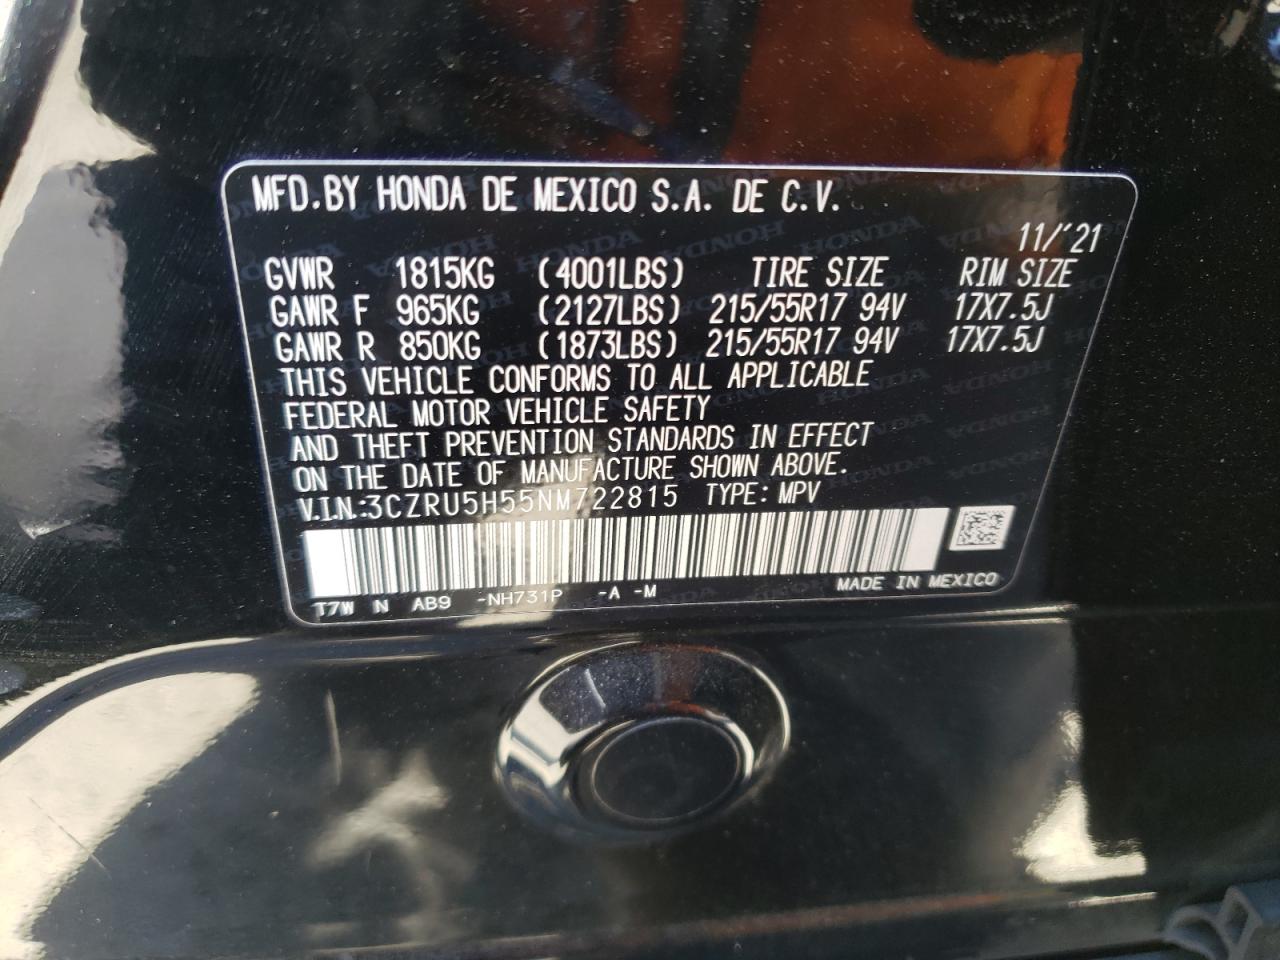 MFD.BY HONDA DE MEXICO S.A. DE C.V.
11/'21
GVWR 1815KG (4001LBS) TIRE SIZE RIM SIZE
GAWR F 965KG (2127LBS) 215/55R17 94V 17X7.5J
GAWR R 850KG (1873LBS) 215/55R17 94V 17X7.5J
THIS VEHICLE CONFORMS TO ALL APPLICABLE
FEDERAL MOTOR VEHICLE SAFETY
AND THEFT PREVENTION STANDARDS IN EFFECT
ON THE DATE OF MANUFACTURE SHOWN ABOVE.
V.I.N.:3CZRU5H55NM722815 TYPE: MPV
T7W N AB9 -NH731P -A -M MADE IN MEXICO